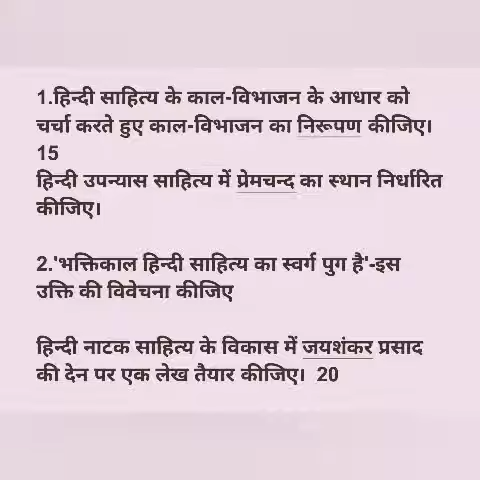 1.हिन्दी साहित्य के काल-विभाजन के आधार को
चर्चा करते हुए काल-विभाजन का निरूपण कीजिए।
15
हिन्दी उपन्यास साहित्य में प्रेमचन्द का स्थान निर्धारित
कीजिए।
2.'भक्तिकाल हिन्दी साहित्य का स्वर्ग पुग है'-इस
उक्ति की विवेचना कीजिए
हिन्दी नाटक साहित्य के विकास में जयशंकर प्रसाद
की देन पर एक लेख तैयार कीजिए। 20